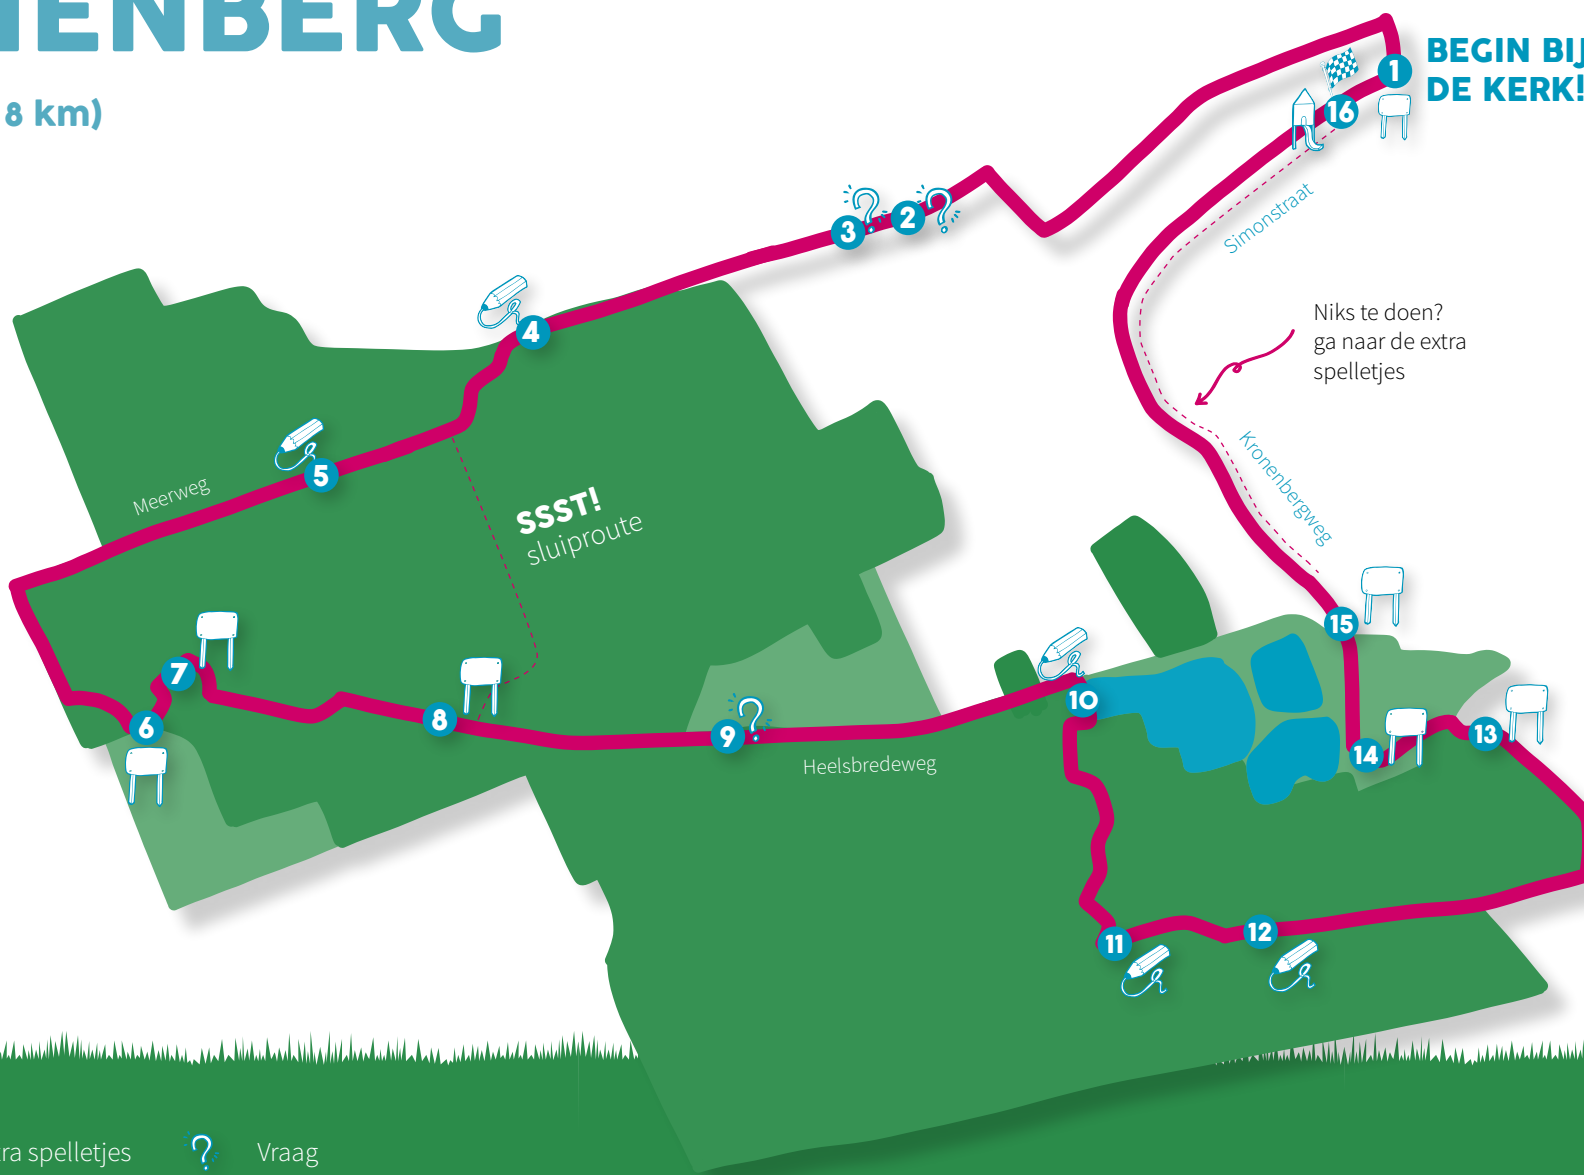 IENBERG
8 km)
BEGIN BIJ
DE KERK!
1
16
2
3
Simonstraat
4
Niks te doen?
ga naar de extra
spelletjes
5
Meerweg
Kronenbergweg
SSST!
sluiproute
15
7
6
8
9
10
Heelsbredeweg
14
13
11
12
ra spelletjes
Vraag